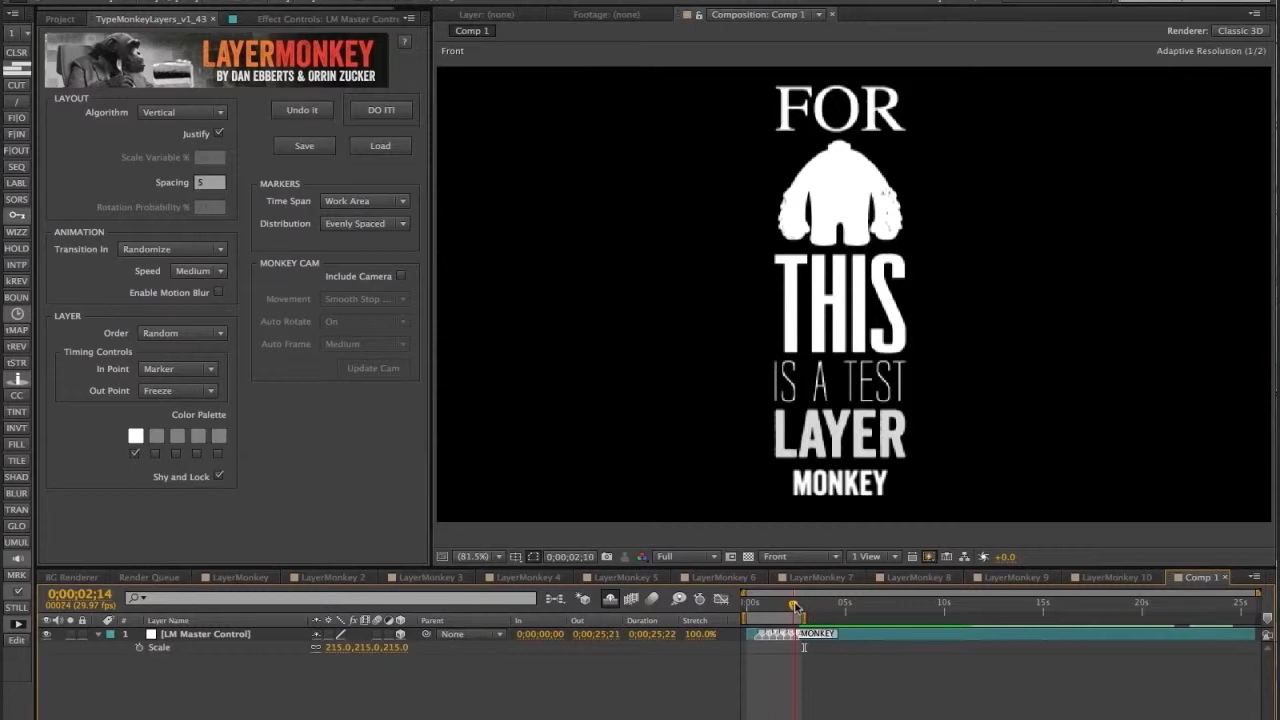 Project
TypeMonkeyLayers_v1_43
Effect Controls: LM Master Contr
Layer: (none)
Footage: (none)
Composition: Comp 1
Comp 1
Renderer:
Classic 3D
Front
Adaptive Resolution (1/2)
1
CLSR
CUT
/
F|O
F|IN
F|OUT
SEQ
LABL
SORS
WIZZ
HOLD
INTP
kREV
BOUN
tMAP
tREV
tSTR
CC
TINT
INVT
FILL
TILE
SHAD
BLUR
TRAN
GLO
UMUL
MRK
STILL
Edit
LAYERMONKEY
BY DAN EBBERTS & ORRIN ZUCKER
?
LAYOUT
Algorithm
Vertical
Justify
Scale Variable %
Spacing
5
Rotation Probability %
Undo it
DO IT!
Save
Load
MARKERS
Time Span
Work Area
Distribution
Evenly Spaced
ANIMATION
Transition In
Randomize
Speed
Medium
Enable Motion Blur
MONKEY CAM
Include Camera
Movement
Smooth Stop ...
Auto Rotate
On
Auto Frame
Medium
Update Cam
LAYER
Order
Random
Timing Controls
In Point
Marker
Out Point
Freeze
Color Palette
Shy and Lock
FOR
THIS
IS A TEST
LAYER
MONKEY
(81.5%)
0;00;02;10
Full
Front
1 View
+0.0
BG Renderer
Render Queue
LayerMonkey
LayerMonkey 2
LayerMonkey 3
LayerMonkey 4
LayerMonkey 5
LayerMonkey 6
LayerMonkey 7
LayerMonkey 8
LayerMonkey 9
LayerMonkey 10
Comp 1
0;00;02;14
00074 (29.97 fps)
:00s
05s
10s
15s
20s
25s
#
Layer Name
Parent
In
Out
Duration
Stretch
1
[LM Master Control]
None
0;00;00;00
0;00;25;21
0;00;25;22
100.0%
MONKEY
Scale
215.0,215.0,215.0